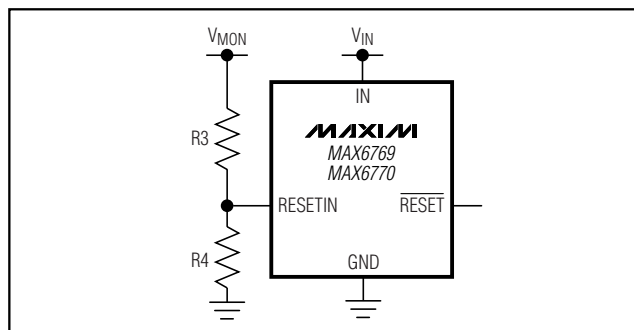 VMON
VIN
IN
R3
MAXIM
MAX6769
MAX6770
RESETIN
RESET
R4
GND